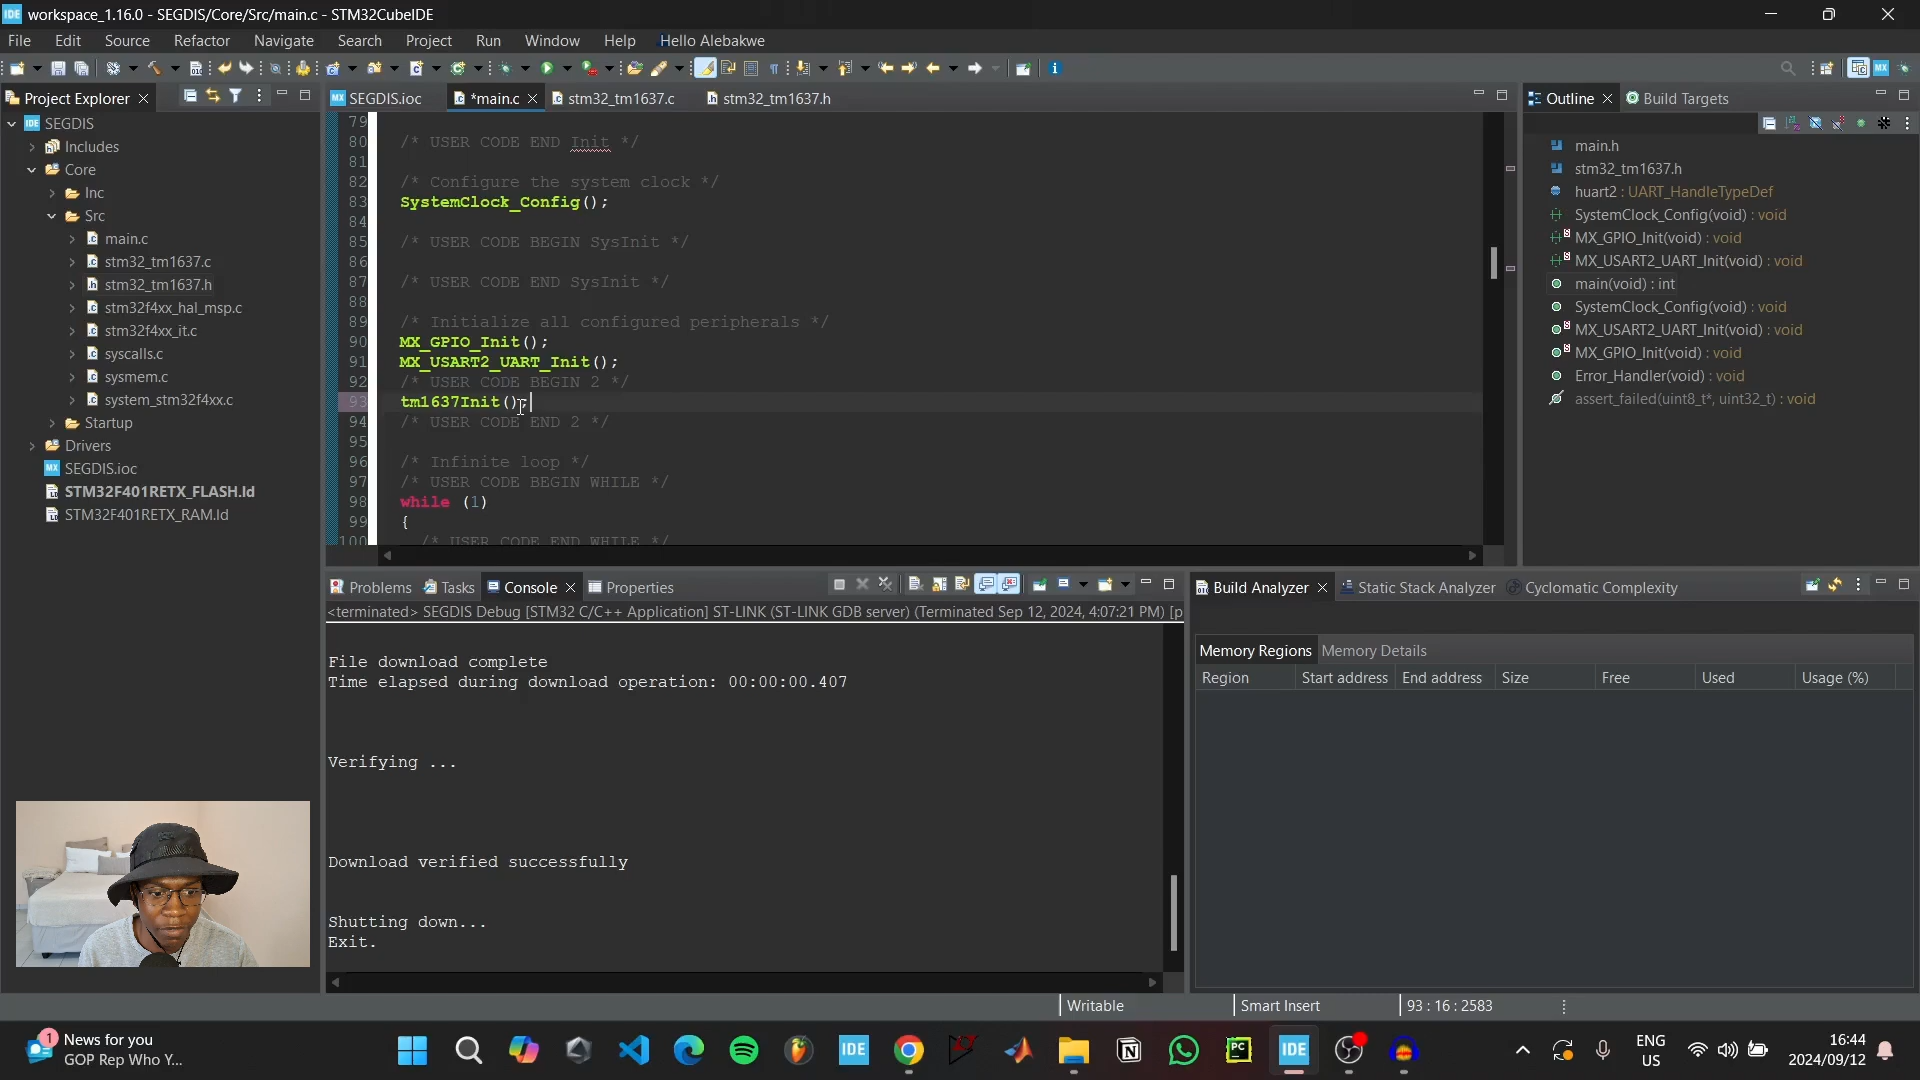 workspace_1.16.0 - SEGDIS/Core/Src/main.c - STM32CubeIDE
File Edit Source Refactor Navigate Search Project Run Window Help Hello Alebakwe
Project Explorer
SEGDIS
Includes
Core
Inc
Src
main.c
stm32_tm1637.c
stm32_tm1637.h
stm32f4xx_hal_msp.c
stm32f4xx_it.c
syscalls.c
sysmem.c
system_stm32f4xx.c
Startup
Drivers
SEGDIS.ioc
STM32F401RETX_FLASH.ld
STM32F401RETX_RAM.ld
SEGDIS.ioc *main.c stm32_tm1637.c stm32_tm1637.h
79
80 /* USER CODE END Init */
81
82 /* Configure the system clock */
83 SystemClock_Config();
84
85 /* USER CODE BEGIN SysInit */
86
87 /* USER CODE END SysInit */
88
89 /* Initialize all configured peripherals */
90 MX_GPIO_Init();
91 MX_USART2_UART_Init();
92 /* USER CODE BEGIN 2 */
93 tm1637Init();
94 /* USER CODE END 2 */
95
96 /* Infinite loop */
97 /* USER CODE BEGIN WHILE */
98 while (1)
99 {
100 /* USER CODE END WHILE */
Outline Build Targets
main.h
stm32_tm1637.h
huart2 : UART_HandleTypeDef
SystemClock_Config(void) : void
MX_GPIO_Init(void) : void
MX_USART2_UART_Init(void) : void
main(void) : int
SystemClock_Config(void) : void
MX_USART2_UART_Init(void) : void
MX_GPIO_Init(void) : void
Error_Handler(void) : void
assert_failed(uint8_t*, uint32_t) : void
Problems Tasks Console Properties
<terminated> SEGDIS Debug [STM32 C/C++ Application] ST-LINK (ST-LINK GDB server) (Terminated Sep 12, 2024, 4:07:21 PM) [p
File download complete
Time elapsed during download operation: 00:00:00.407
Verifying ...
Download verified successfully
Shutting down...
Exit.
Build Analyzer Static Stack Analyzer Cyclomatic Complexity
Memory Regions Memory Details
Region Start address End address Size Free Used Usage (%)
Writable Smart Insert 93 : 16 : 2583
1 News for you
GOP Rep Who Y...
IDE
PC
IDE
ENG
US
16:44
2024/09/12